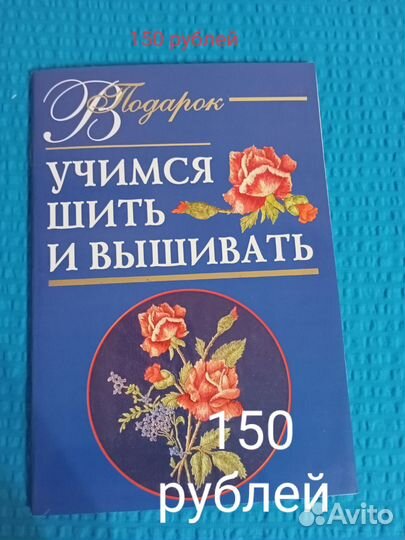 150 рублей
В Подарок
УЧИМСЯ
ШИТЬ
И ВЫШИВАТЬ
150
рублей
Avito